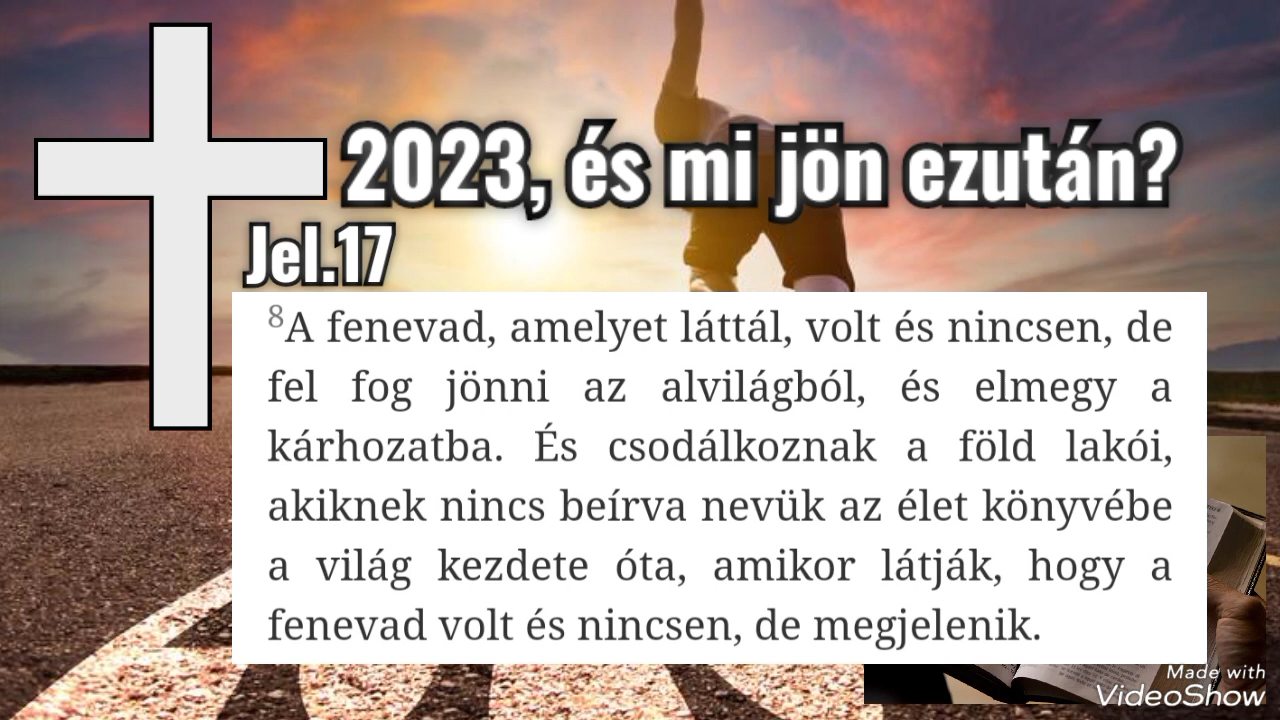 2023, és mi jön ezután?
Jel.17
8A fenevad, amelyet láttál, volt és nincsen, de
fel fog jönni az alvilágból, és elmegy a
kárhozatba. És csodálkoznak a föld lakói,
akiknek nincs beírva nevük az élet könyvébe
a világ kezdete óta, amikor látják, hogy a
fenevad volt és nincsen, de megjelenik.
Made with
VideoShow